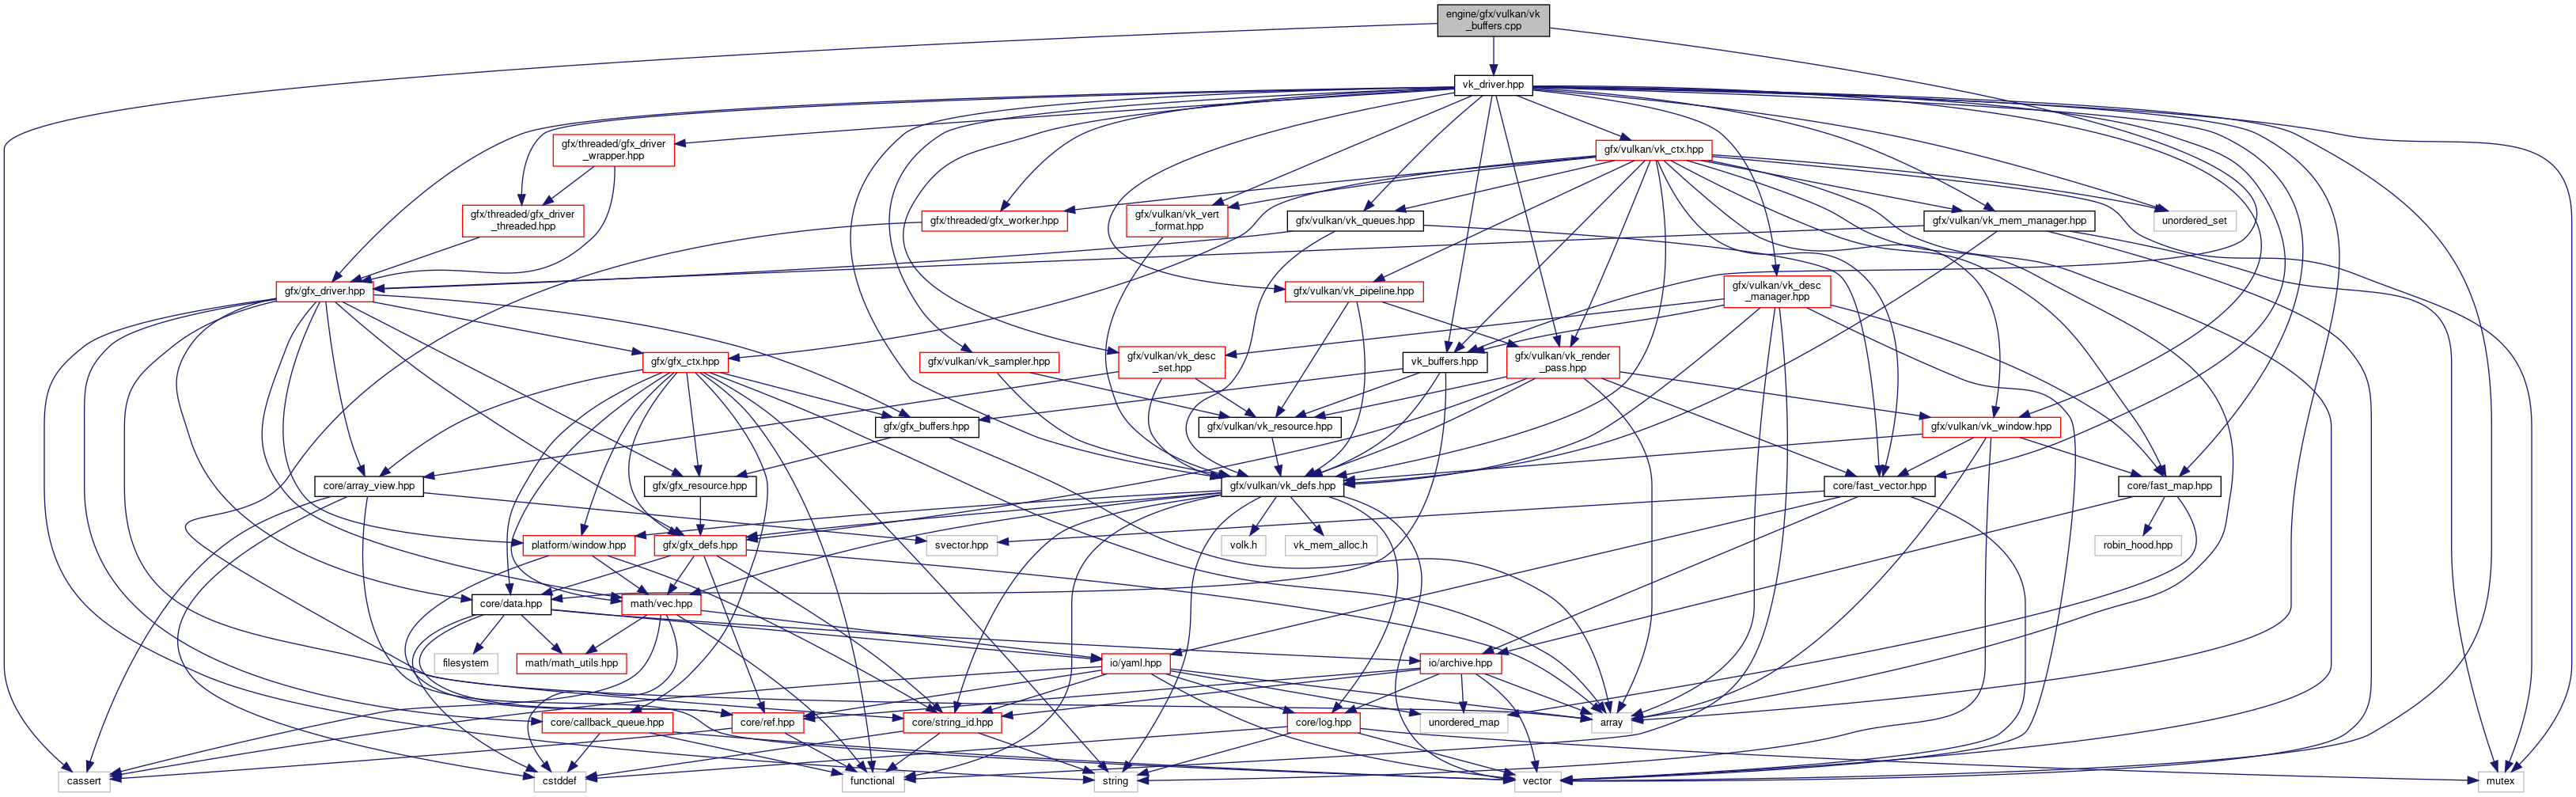 engine/gfx/vulkan/vk
_buffers.cpp
vk_driver.hpp
gfx/threaded/gfx_driver
_wrapper.hpp
gfx/vulkan/vk_ctx.hpp
gfx/threaded/gfx_driver
_threaded.hpp
gfx/threaded/gfx_worker.hpp
gfx/vulkan/vk_vert
_format.hpp
gfx/vulkan/vk_queues.hpp
gfx/vulkan/vk_mem_manager.hpp
unordered_set
gfx/gfx_driver.hpp
gfx/vulkan/vk_pipeline.hpp
gfx/vulkan/vk_desc
_manager.hpp
gfx/gfx_ctx.hpp
gfx/vulkan/vk_sampler.hpp
gfx/vulkan/vk_desc
_set.hpp
vk_buffers.hpp
gfx/vulkan/vk_render
_pass.hpp
gfx/gfx_buffers.hpp
gfx/vulkan/vk_resource.hpp
gfx/vulkan/vk_window.hpp
core/array_view.hpp
gfx/gfx_resource.hpp
gfx/vulkan/vk_defs.hpp
core/fast_vector.hpp
core/fast_map.hpp
platform/window.hpp
gfx/gfx_defs.hpp
svector.hpp
volk.h
vk_mem_alloc.h
robin_hood.hpp
core/data.hpp
math/vec.hpp
filesystem
math/math_utils.hpp
io/yaml.hpp
io/archive.hpp
core/callback_queue.hpp
core/ref.hpp
core/string_id.hpp
unordered_map
core/log.hpp
array
cassert
cstddef
functional
string
vector
mutex